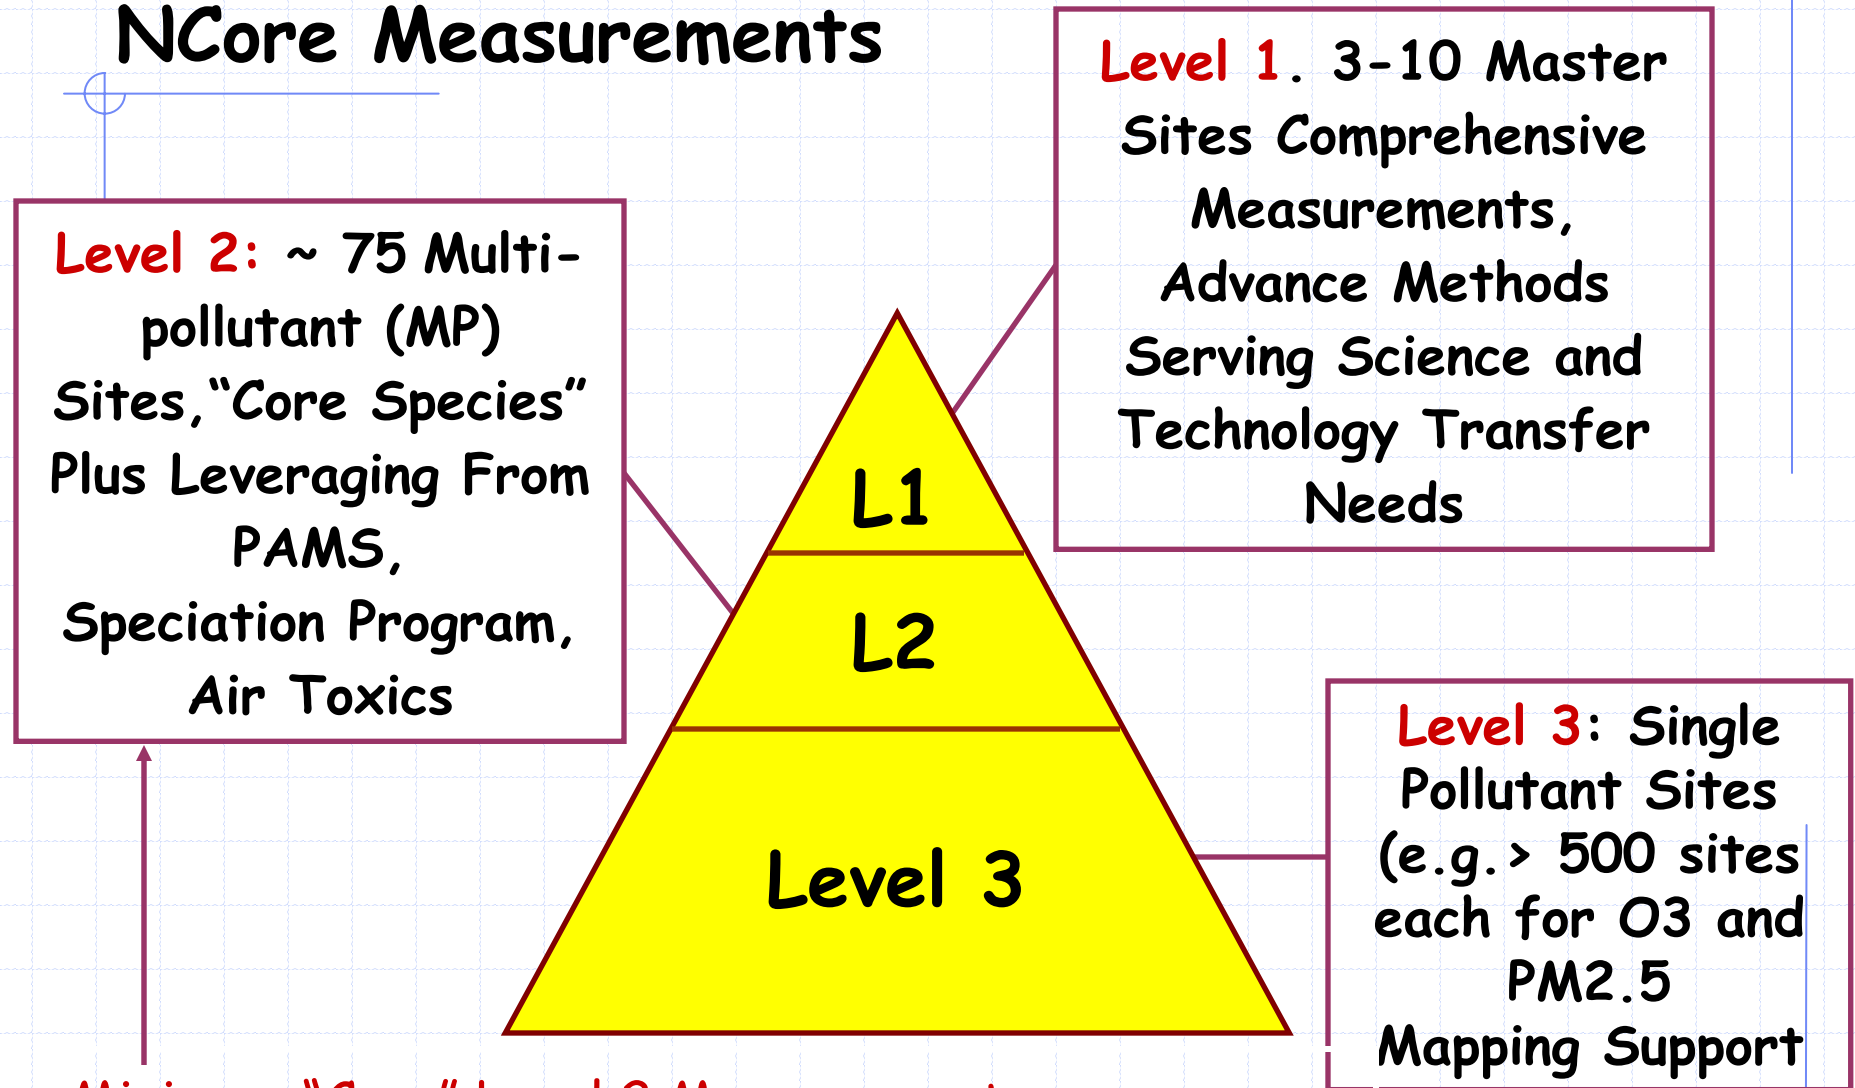 NCore Measurements
Level 1. 3-10 Master
Sites Comprehensive
Measurements,
Advance Methods
Serving Science and
Technology Transfer
Needs
Level 2: ~ 75 Multi-
pollutant (MP)
Sites,“Core Species”
Plus Leveraging From
PAMS,
Speciation Program,
Air Toxics
L1
L2
Level 3
Level 3: Single
Pollutant Sites
(e.g.> 500 sites
each for O3 and
PM2.5
Mapping Support